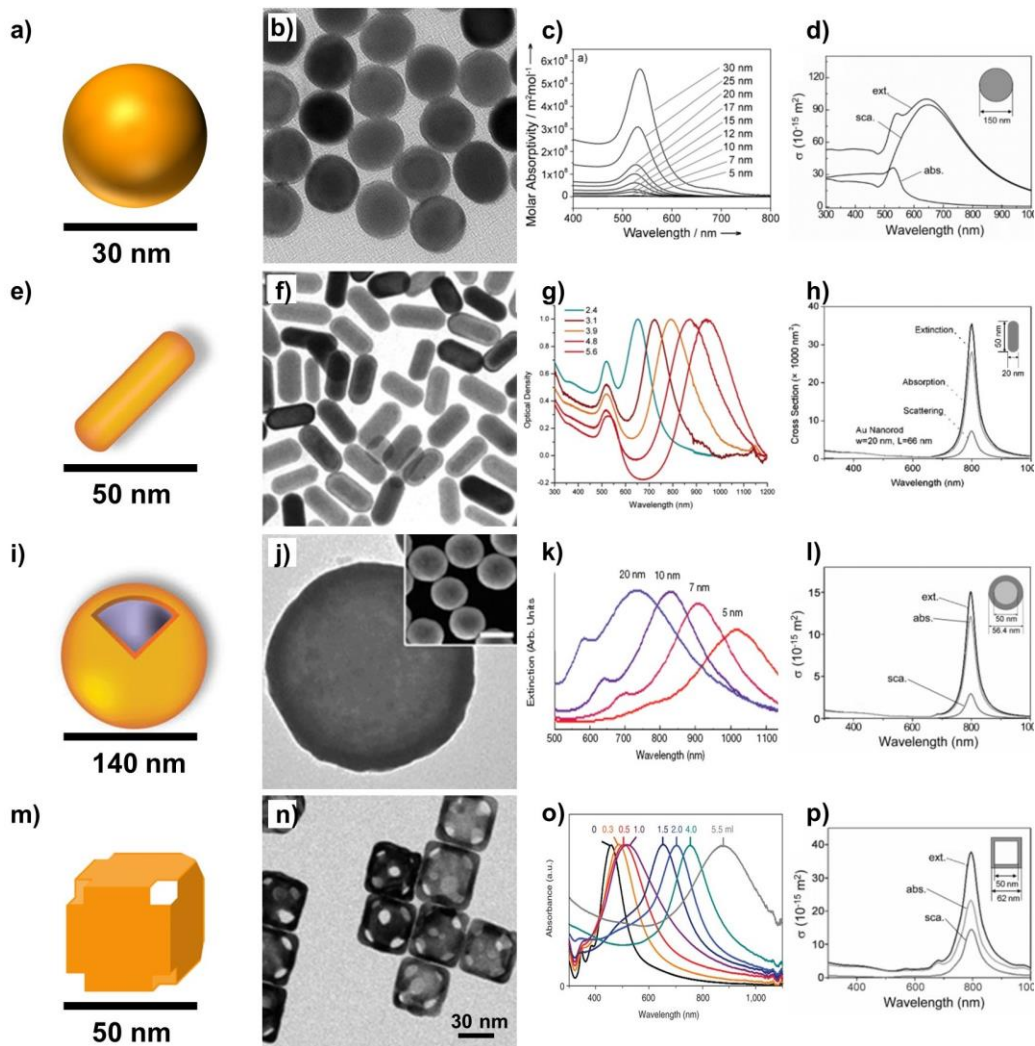 a)
30 nm
b)
c)
a)
Molar Absorptivity / m²mol⁻¹ →
6x10⁸
5x10⁸
4x10⁸
3x10⁸
2x10⁸
1x10⁸
0
30 nm
25 nm
20 nm
17 nm
15 nm
12 nm
10 nm
7 nm
5 nm
400 500 600 700 800
Wavelength / nm →
d)
σ (10⁻¹⁵ m²)
120
90
60
30
0
ext.
sca.
abs.
150 nm
300 400 500 600 700 800 900 100
Wavelength (nm)
e)
50 nm
f)
g)
Optical Density
1.0
0.8
0.6
0.4
0.2
0.0
-0.2
2.4
3.1
3.9
4.8
5.6
300 400 500 600 700 800 900 1000 1100 1200
Wavelength (nm)
h)
Cross Section (× 1000 nm²)
40
30
20
10
0
Extinction
Absorption
Scattering
Au Nanorod
w=20 nm, L=66 nm
50 nm
20 nm
400 600 800 100
Wavelength (nm)
i)
140 nm
j)
k)
Extinction (Arb. Units)
20 nm 10 nm
7 nm
5 nm
500 600 700 800 900 1000 1100
Wavelength (nm)
l)
σ (10⁻¹⁵ m²)
15
10
5
0
ext.
abs.
sca.
50 nm
56.4 nm
400 600 800 100
Wavelength (nm)
m)
50 nm
n)
30 nm
o)
Absorbance (a.u.)
0 0.3 0.5 1.0 1.5 2.0 4.0 5.5 ml
400 500 600 700 800 900 1,000
Wavelength (nm)
p)
σ (10⁻¹⁵ m²)
40
30
20
10
0
ext.
abs.
sca.
50 nm
62 nm
400 600 800 100
Wavelength (nm)